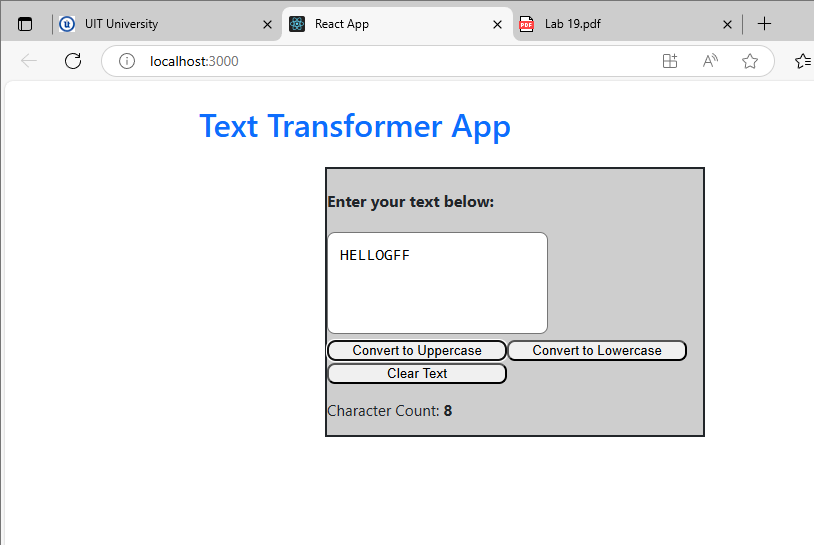 UIT University
React App
Lab 19.pdf
localhost:3000
Text Transformer App
Enter your text below:
HELLOGFF
Convert to Uppercase Convert to Lowercase
Clear Text
Character Count: 8